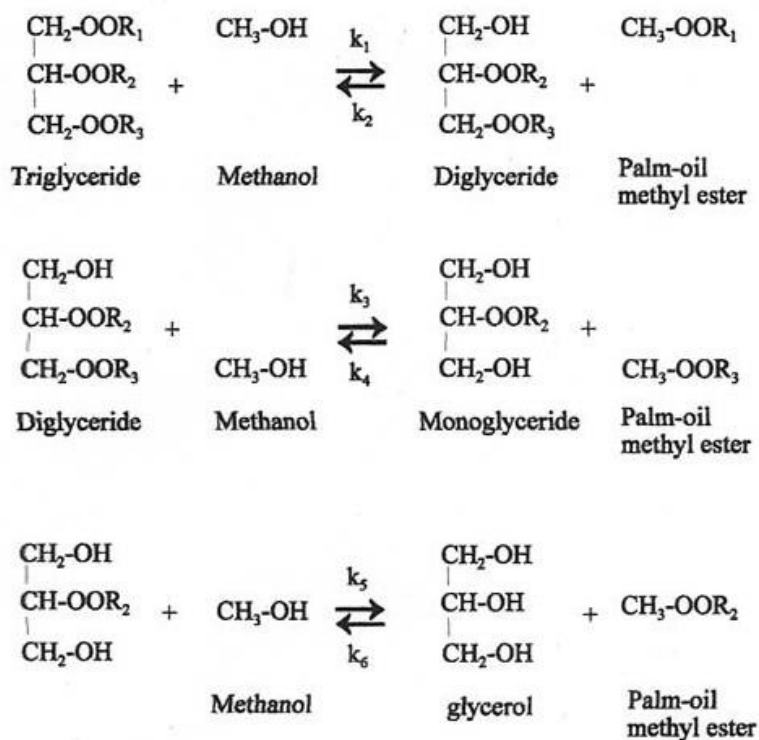 CH₂-OOR₁ CH₃-OH k₁ CH₂-OH CH₃-OOR₁
CH-OOR₂ + k₂ CH-OOR₂ +
CH₂-OOR₃ CH₂-OOR₃
Triglyceride Methanol Diglyceride Palm-oil
methyl ester
CH₂-OH k₃ CH₂-OH
CH-OOR₂ + CH-OOR₂ +
CH₂-OOR₃ CH₃-OH k₄ CH₂-OH CH₃-OOR₃
Diglyceride Methanol Monoglyceride Palm-oil
methyl ester
CH₂-OH k₅ CH₂-OH
CH-OOR₂ + CH₃-OH CH-OH + CH₃-OOR₂
CH₂-OH k₆ CH₂-OH
Methanol glycerol Palm-oil
methyl ester